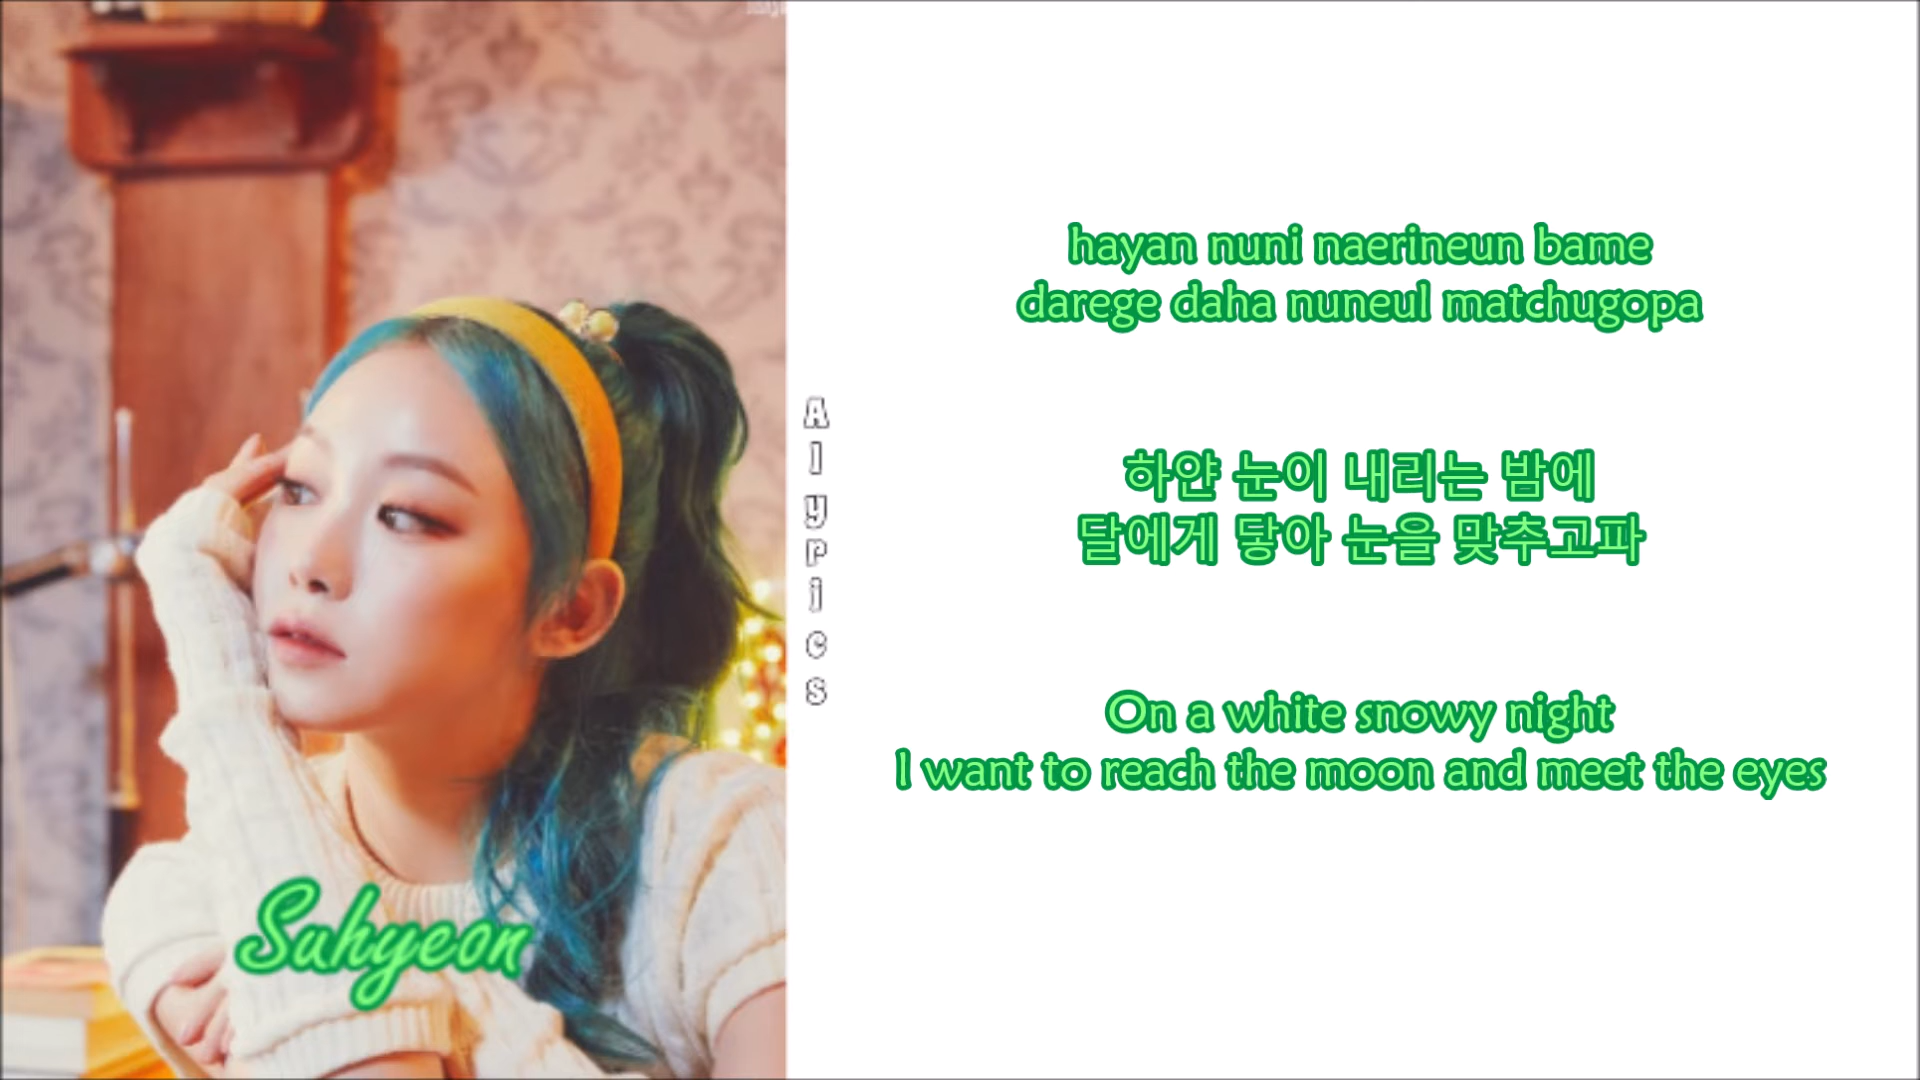 hayan nuni naerineun bame
darege daha nuneul matchugopa
하얀 눈이 내리는 밤에
달에게 닿아 눈을 맞추고파
On a white snowy night
I want to reach the moon and meet the eyes
Alyrics
Suhyeon